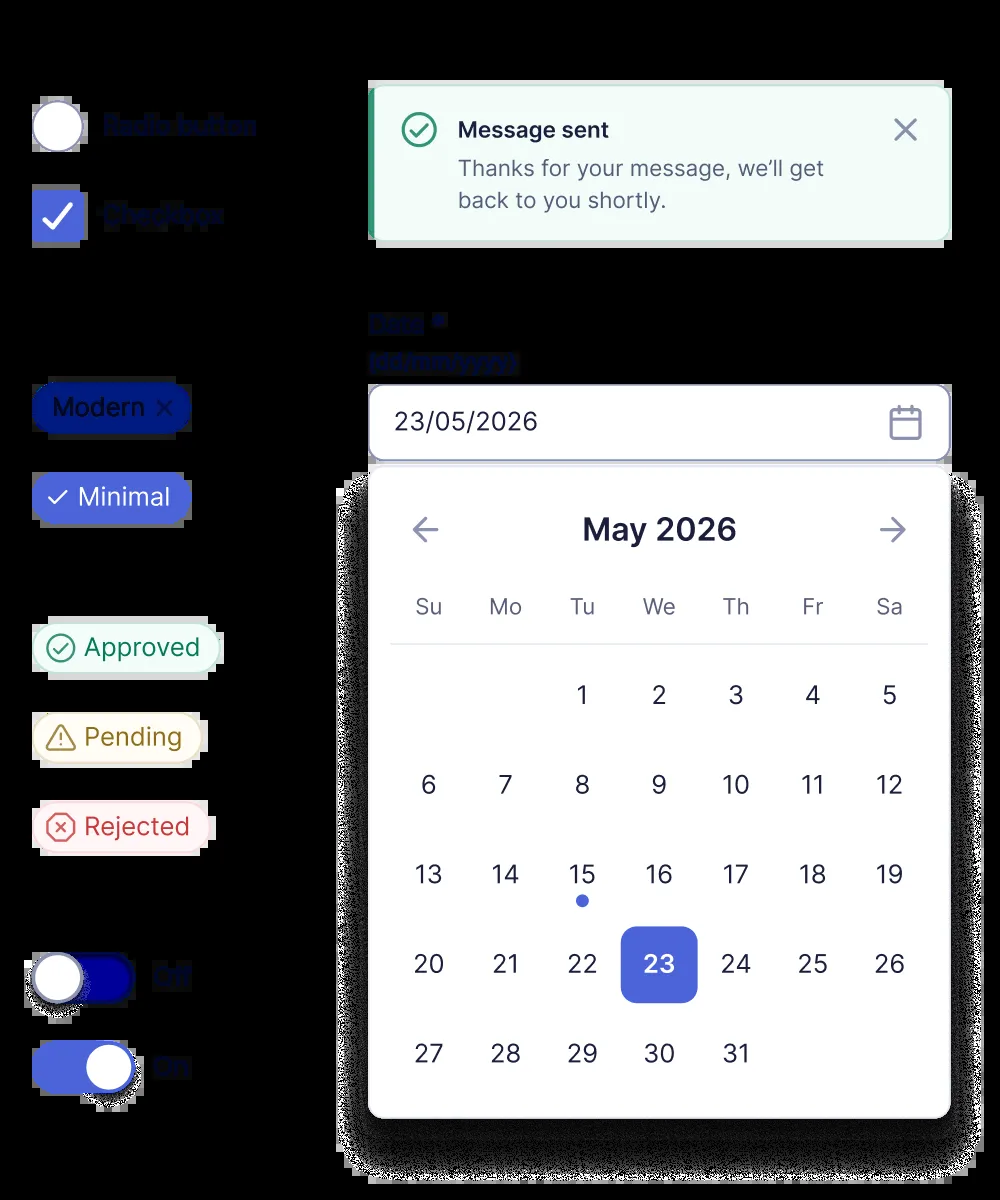 Radio button
Checkbox
Modern
Minimal
Approved
Pending
Rejected
Off
On
Message sent
Thanks for your message, we’ll get
back to you shortly.
Date *
(dd/mm/yyyy)
23/05/2026
May 2026
Su Mo Tu We Th Fr Sa
1 2 3 4 5
6 7 8 9 10 11 12
13 14 15 16 17 18 19
20 21 22 23 24 25 26
27 28 29 30 31